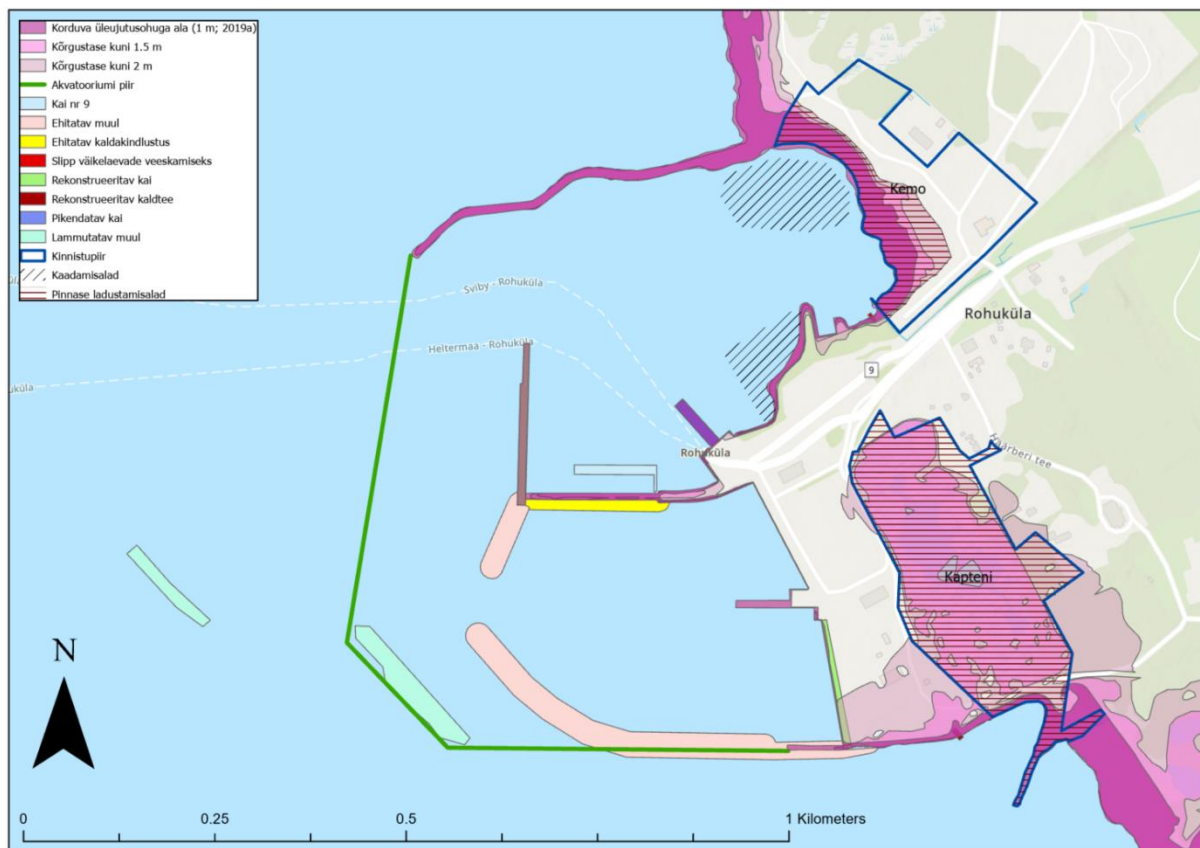 Korduva üleujutusohuga ala (1 m; 2019a)
Kõrgustase kuni 1.5 m
Kõrgustase kuni 2 m
Akvatooriumi piir
Kai nr 9
Ehitatav muul
Ehitatav kaldakindlustus
Slipp väikelaevade veeskamiseks
Rekonstrueeritav kai
Rekonstrueeritav kaldtee
Pikendatav kai
Lammutatav muul
Kinnistupiir
Kaadamisalad
Pinnase ladustamisalad
Kemo
Sviby - Rohuküla
Rohuküla
Heltermaa - Rohuküla
9
uküla
Rohuküla
Kapteni
N
0
0.25
0.5
1 Kilometers